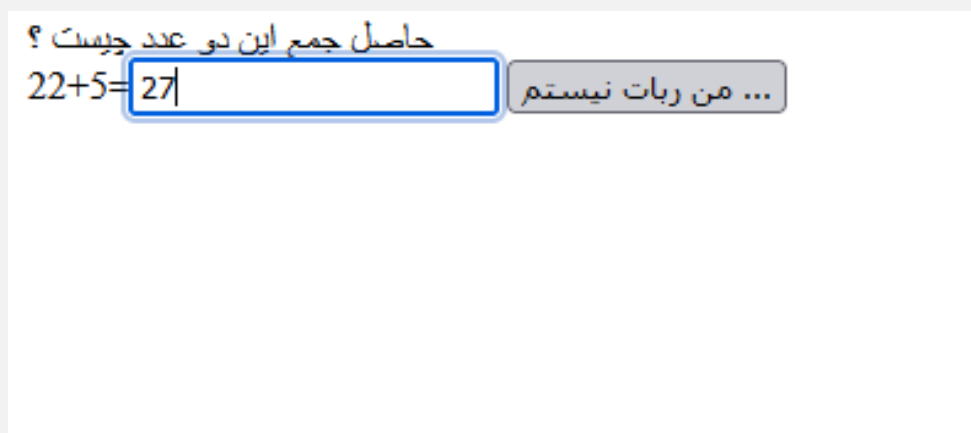 حاصل جمع این دو عدد چیست ؟
22+5= 27 من ربات نیستم ...